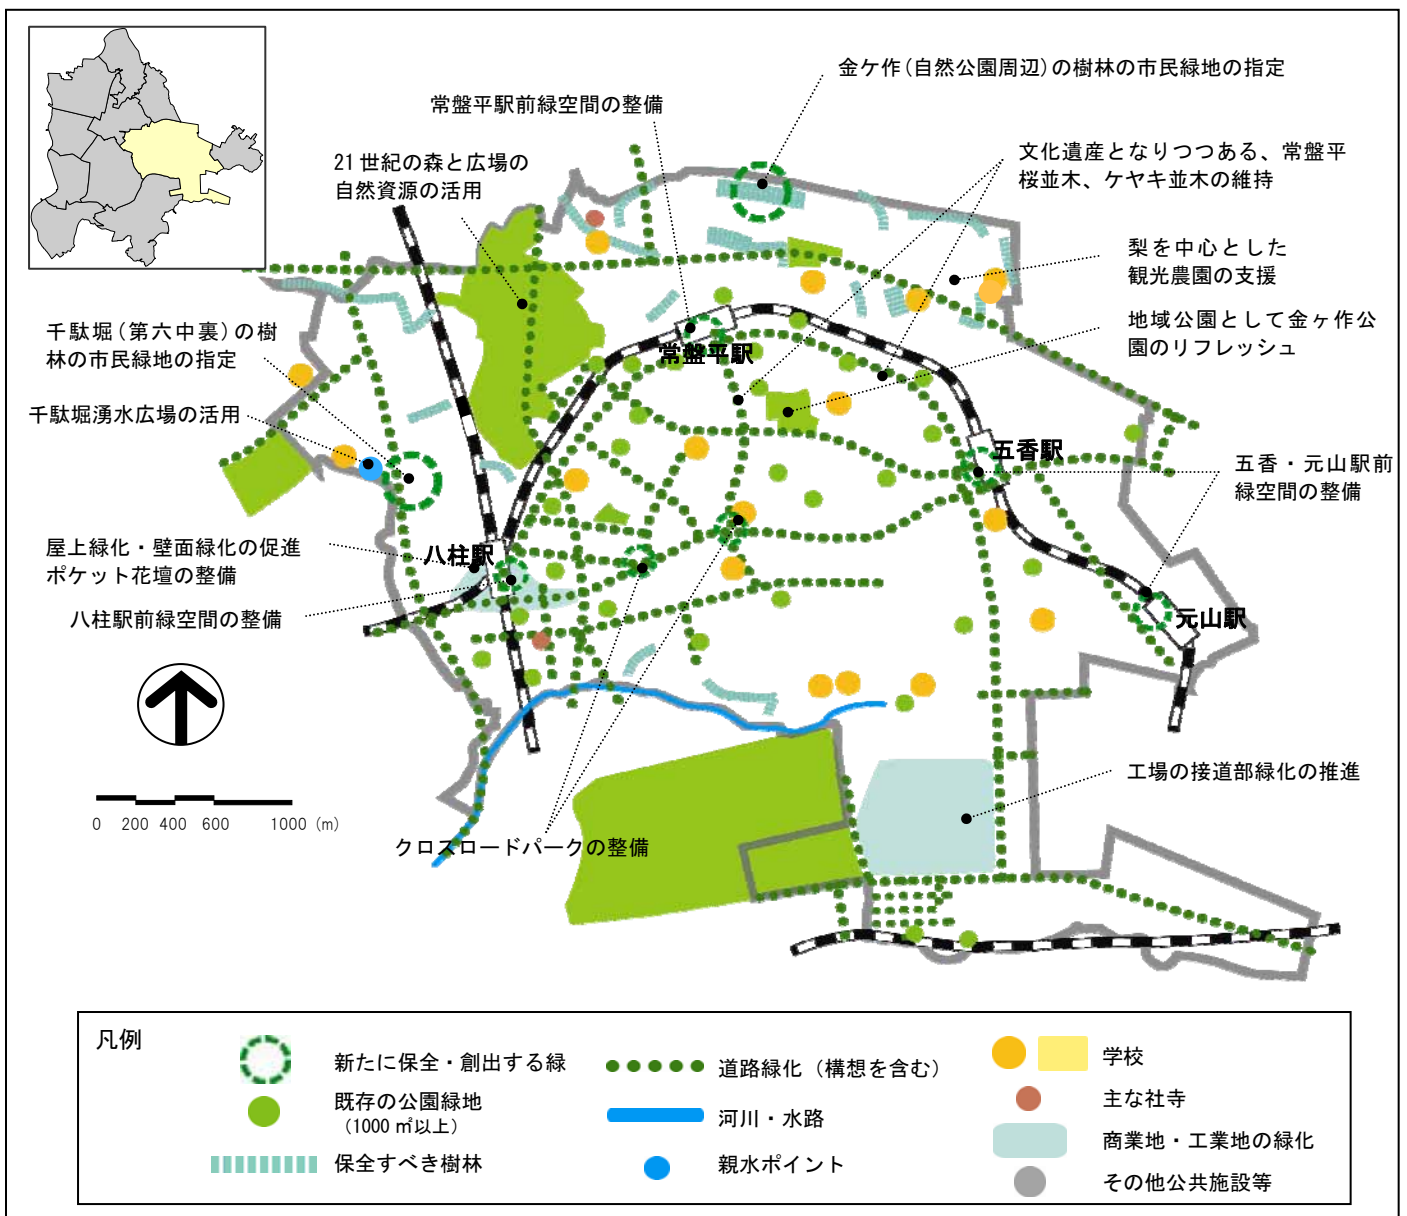 金ケ作(自然公園周辺)の樹林の市民緑地の指定
常盤平駅前緑空間の整備
21世紀の森と広場の
自然資源の活用
文化遺産となりつつある、常盤平
桜並木、ケヤキ並木の維持
梨を中心とした
観光農園の支援
千駄堀(第六中裏)の樹
林の市民緑地の指定
地域公園として金ヶ作公
園のリフレッシュ
常盤平駅
千駄堀湧水広場の活用
五香駅
五香・元山駅前
緑空間の整備
屋上緑化・壁面緑化の促進
ポケット花壇の整備
八柱駅
八柱駅前緑空間の整備
元山駅
工場の接道部緑化の推進
0 200 400 600 1000 (m)
クロスロードパークの整備
凡例
新たに保全・創出する緑
既存の公園緑地
(1000㎡以上)
保全すべき樹林
道路緑化(構想を含む)
河川・水路
親水ポイント
学校
主な社寺
商業地・工業地の緑化
その他公共施設等